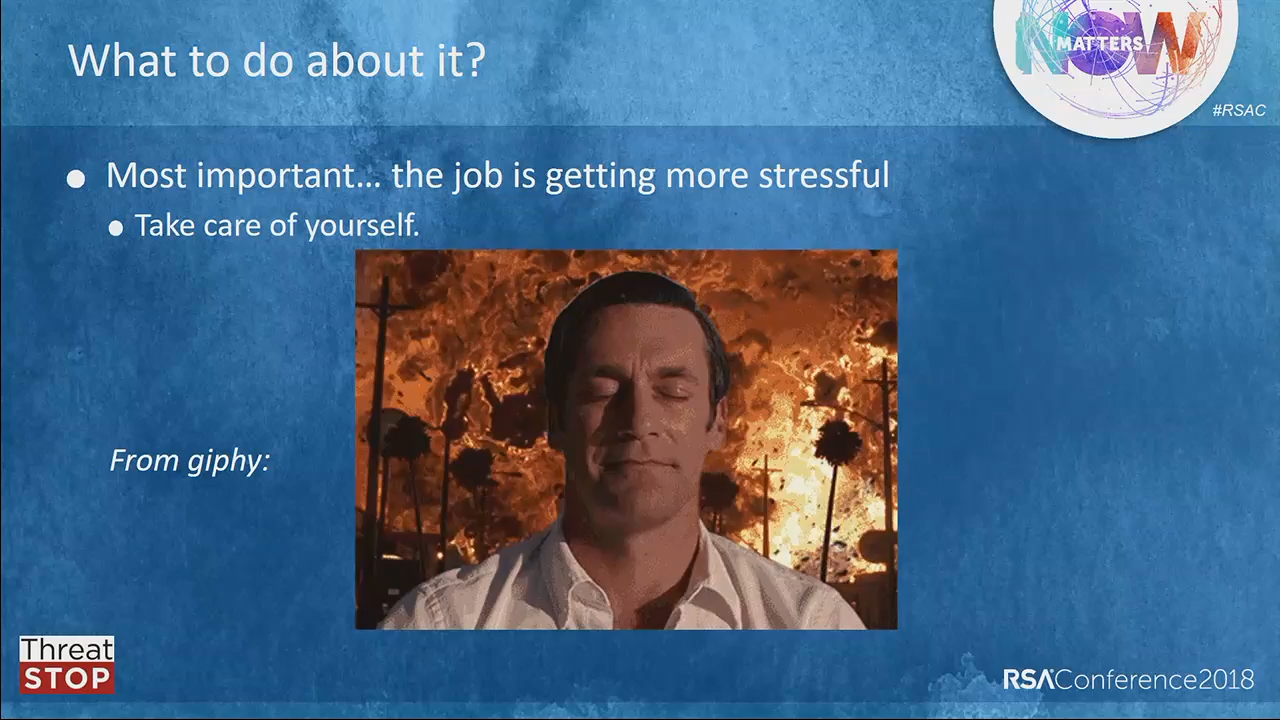 What to do about it?
NOW
MATTERS
#RSAC
● Most important... the job is getting more stressful
● Take care of yourself.
From giphy:
Threat
STOP
RSAConference2018